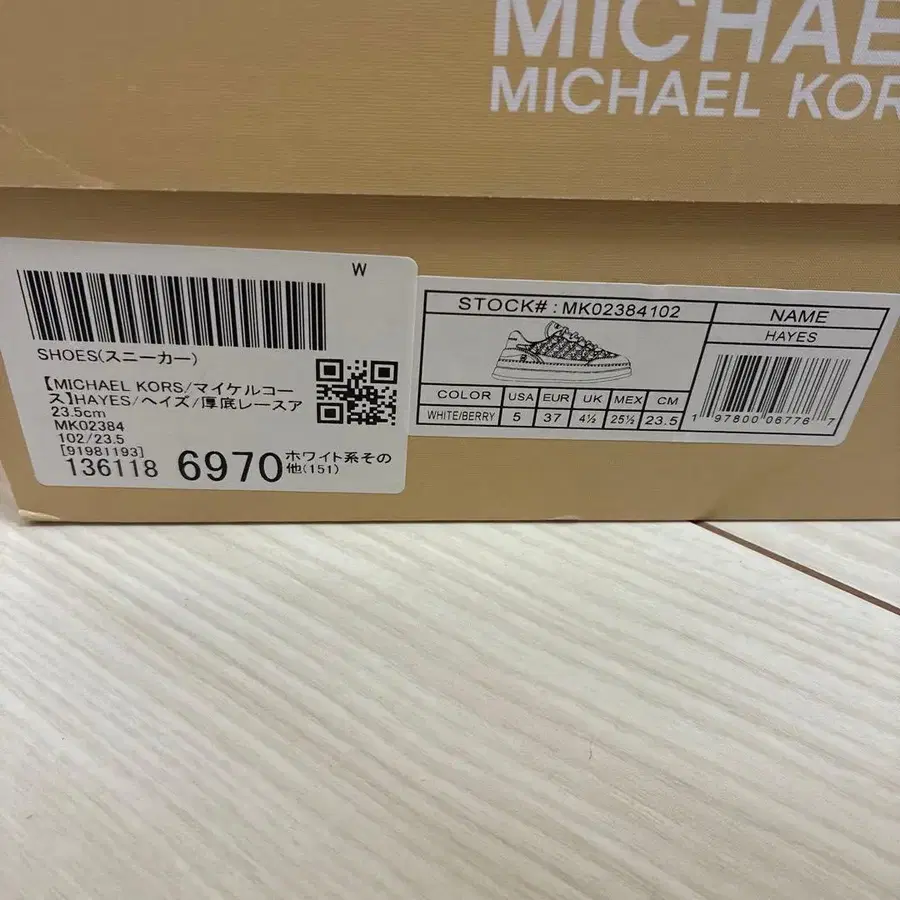 MICHAE
MICHAEL KOR
W
SHOES(スニーカー)
【MICHAEL KORS/マイケルコー
ス】HAYES/ヘイズ/厚底レースア
23.5cm
MK02384
102/23.5
[91981193]
136118 6970 ホワイト系その
他(151)
STOCK# : MK02384102
NAME
HAYES
COLOR USA EUR UK MEX CM
WHITE/BERRY 5 37 4½ 25½ 23.5
1 97800 06776 7